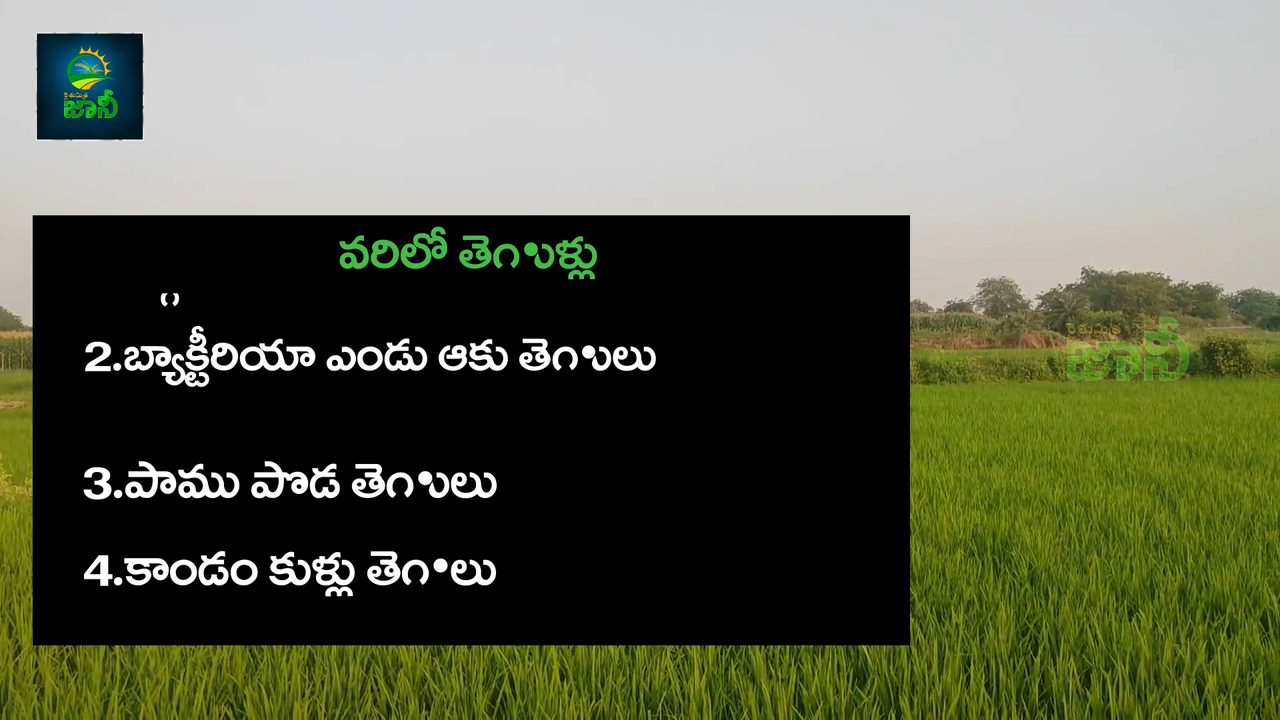 రైతుమిత్ర
జానీ
వరిలో తెగుళ్లు
2.బ్యాక్టీరియా ఎండు ఆకు తెగులు
రైతుమిత్ర
జానీ
3.పాము పొడ తెగులు
4.కాండం కుళ్లు తెగులు